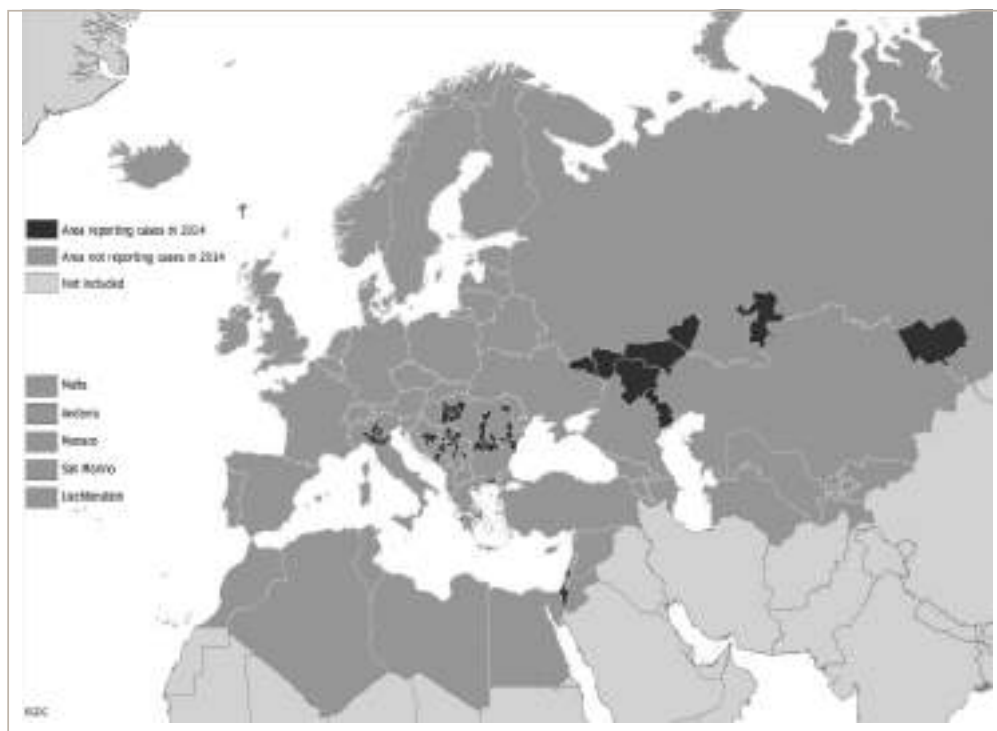 Area reporting cases in 2014
Area not reporting cases in 2014
Not included
Malta
Andorra
Monaco
San Marino
Liechtenstein
ECDC